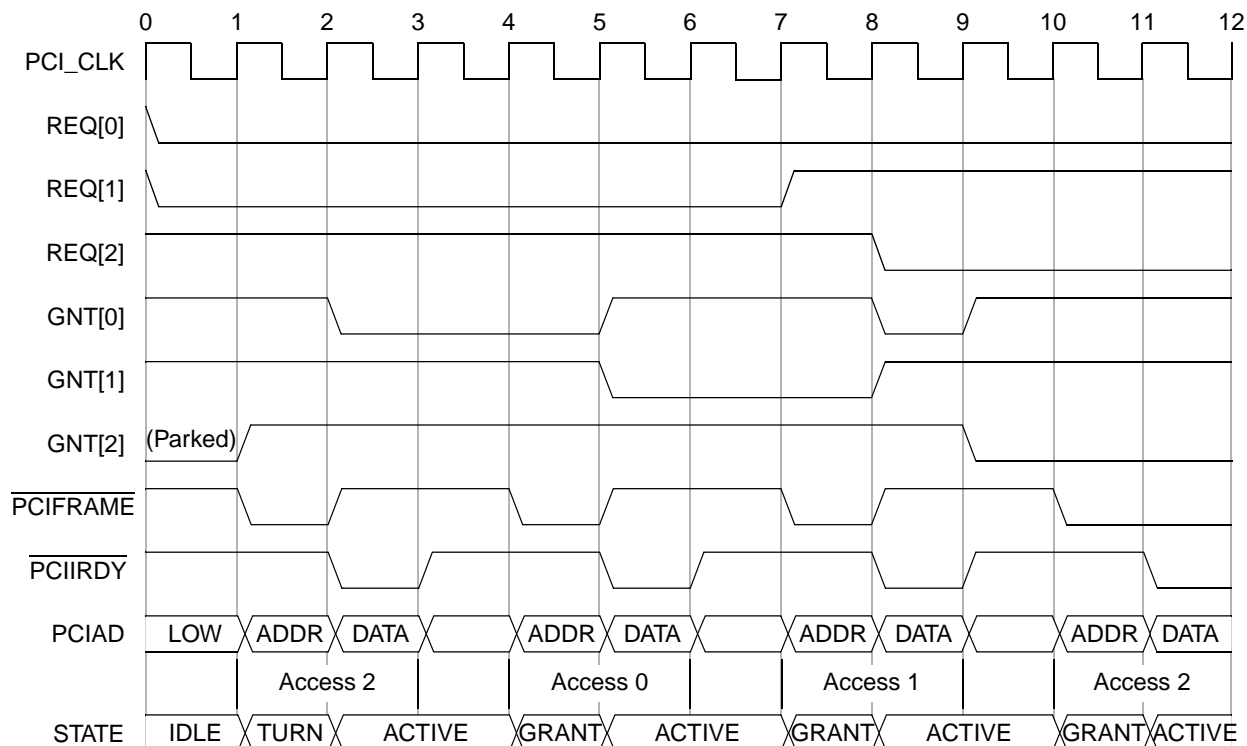 0 1 2 3 4 5 6 7 8 9 10 11 12
PCI_CLK
REQ[0]
REQ[1]
REQ[2]
GNT[0]
GNT[1]
GNT[2] (Parked)
PCIFRAME
PCIIRDY
PCIAD LOW ADDR DATA ADDR DATA ADDR DATA ADDR DATA
Access 2 Access 0 Access 1 Access 2
STATE IDLE TURN ACTIVE GRANT ACTIVE GRANT ACTIVE GRANT ACTIVE